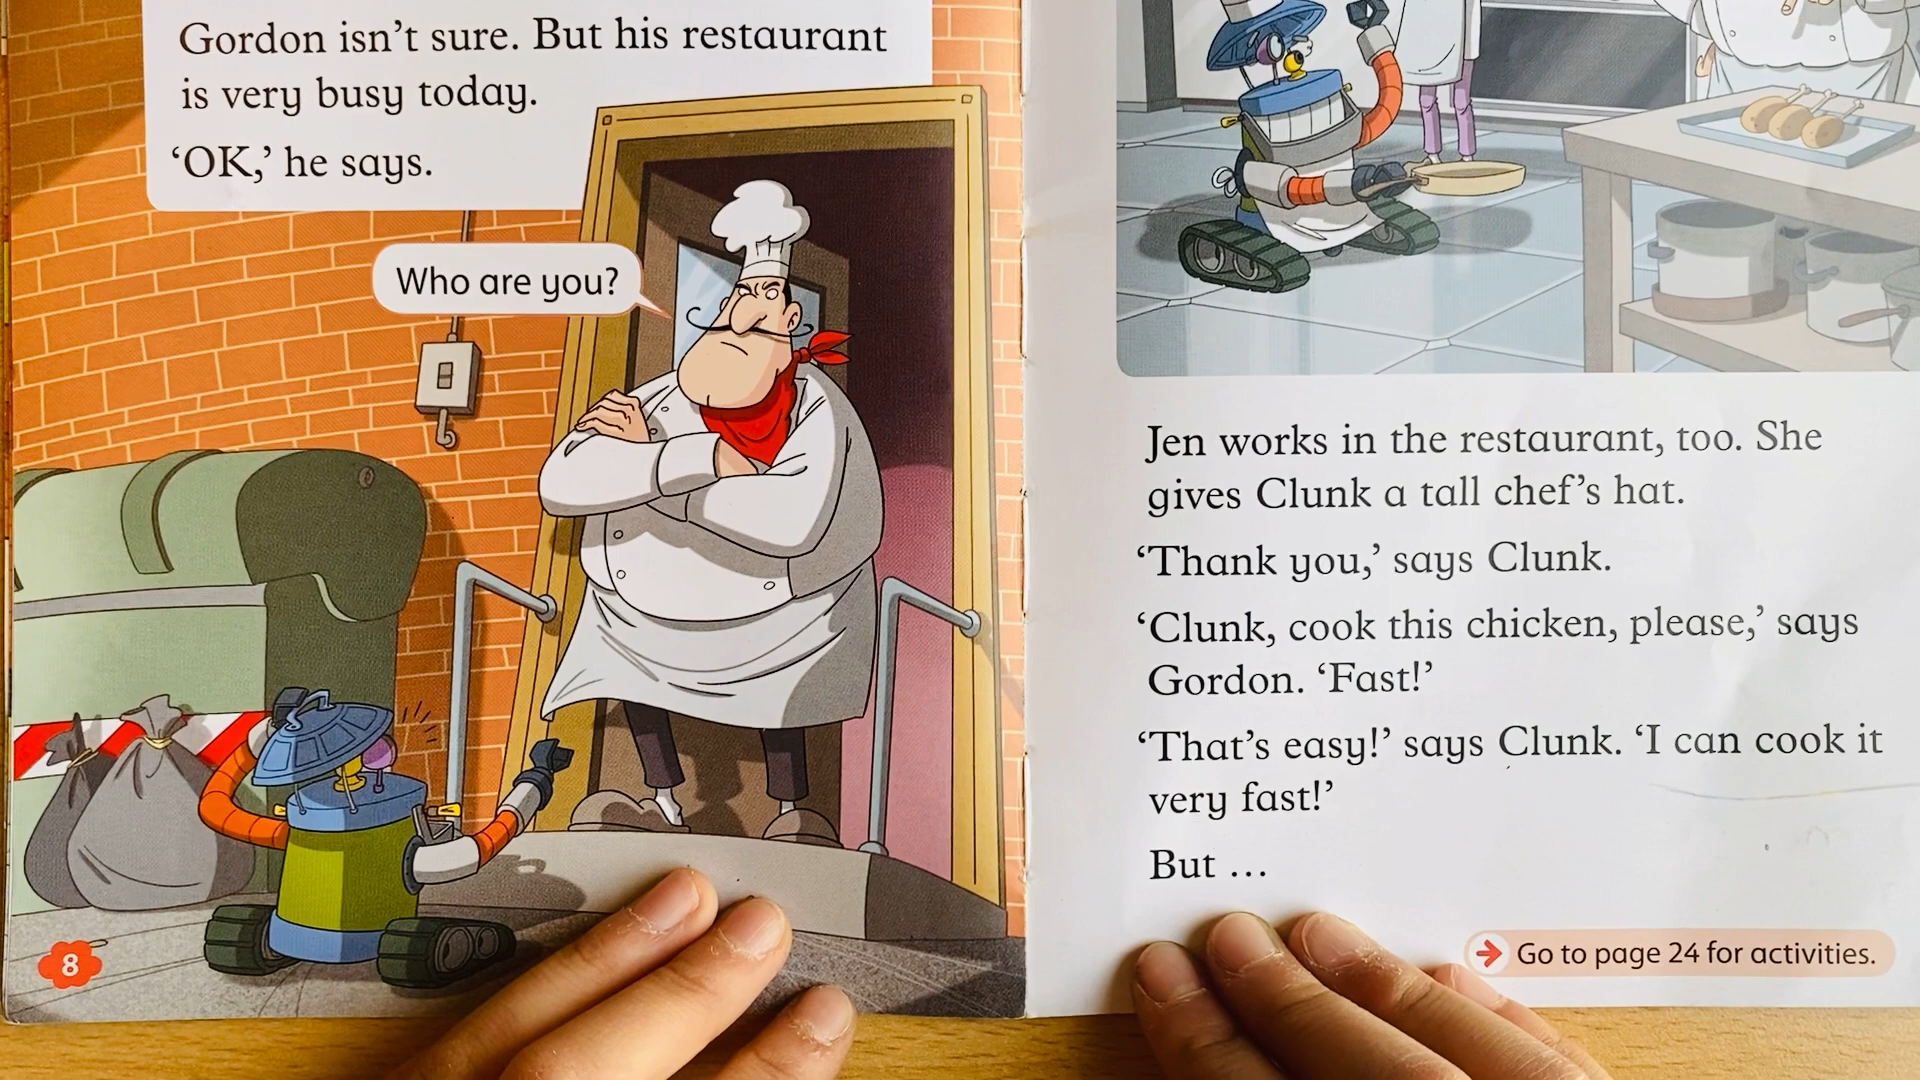 Gordon isn’t sure. But his restaurant
is very busy today.
‘OK,’ he says.
Who are you?
8
Jen works in the restaurant, too. She
gives Clunk a tall chef’s hat.
‘Thank you,’ says Clunk.
‘Clunk, cook this chicken, please,’ says
Gordon. ‘Fast!’
‘That’s easy!’ says Clunk. ‘I can cook it
very fast!’
But …
Go to page 24 for activities.